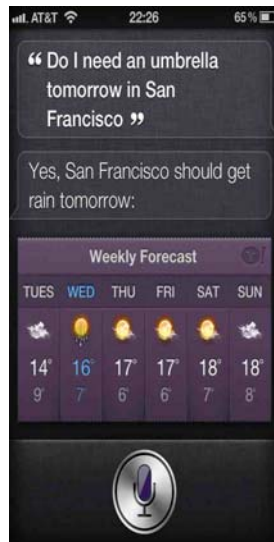 AT&T 22:26 65%
“ Do I need an umbrella
tomorrow in San
Francisco ”
Yes, San Francisco should get
rain tomorrow:
Weekly Forecast Y!
TUES WED THU FRI SAT SUN
14° 16° 17° 17° 18° 18°
9° 7° 6° 6° 7° 8°